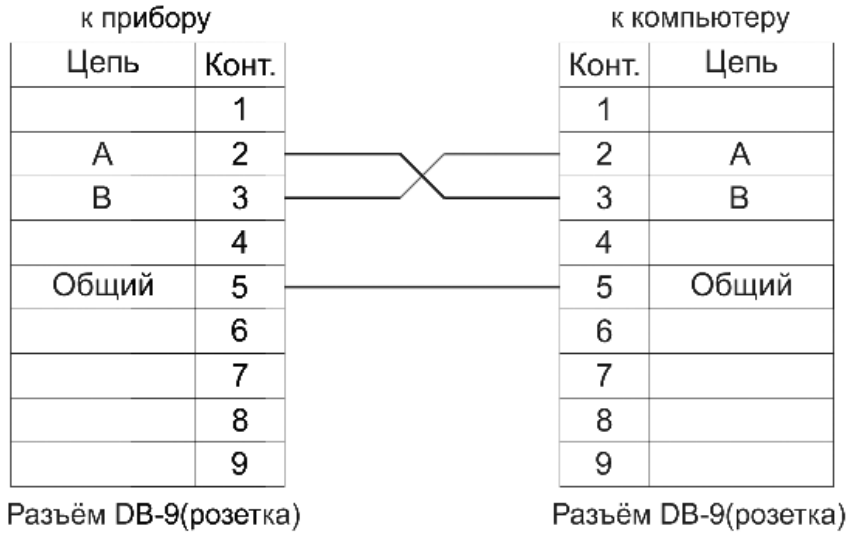 к прибору к компьютеру
Цепь Конт. Конт. Цепь
1 1
А 2 2 А
В 3 3 В
4 4
Общий 5 5 Общий
6 6
7 7
8 8
9 9
Разъём DB-9(розетка) Разъём DB-9(розетка)